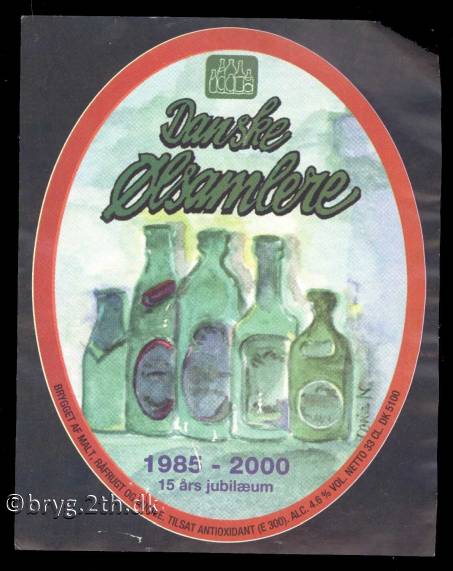 Danske
Ølsamlere
1985 - 2000
15 års jubilæum
BRYGGET AF MALT, RÅFRUGT OG TILSAT ANTIOXIDANT (E 300). ALC. 4.6 % VOL. NETTO 33 CL. DK 5100
©bryg.2th.dk